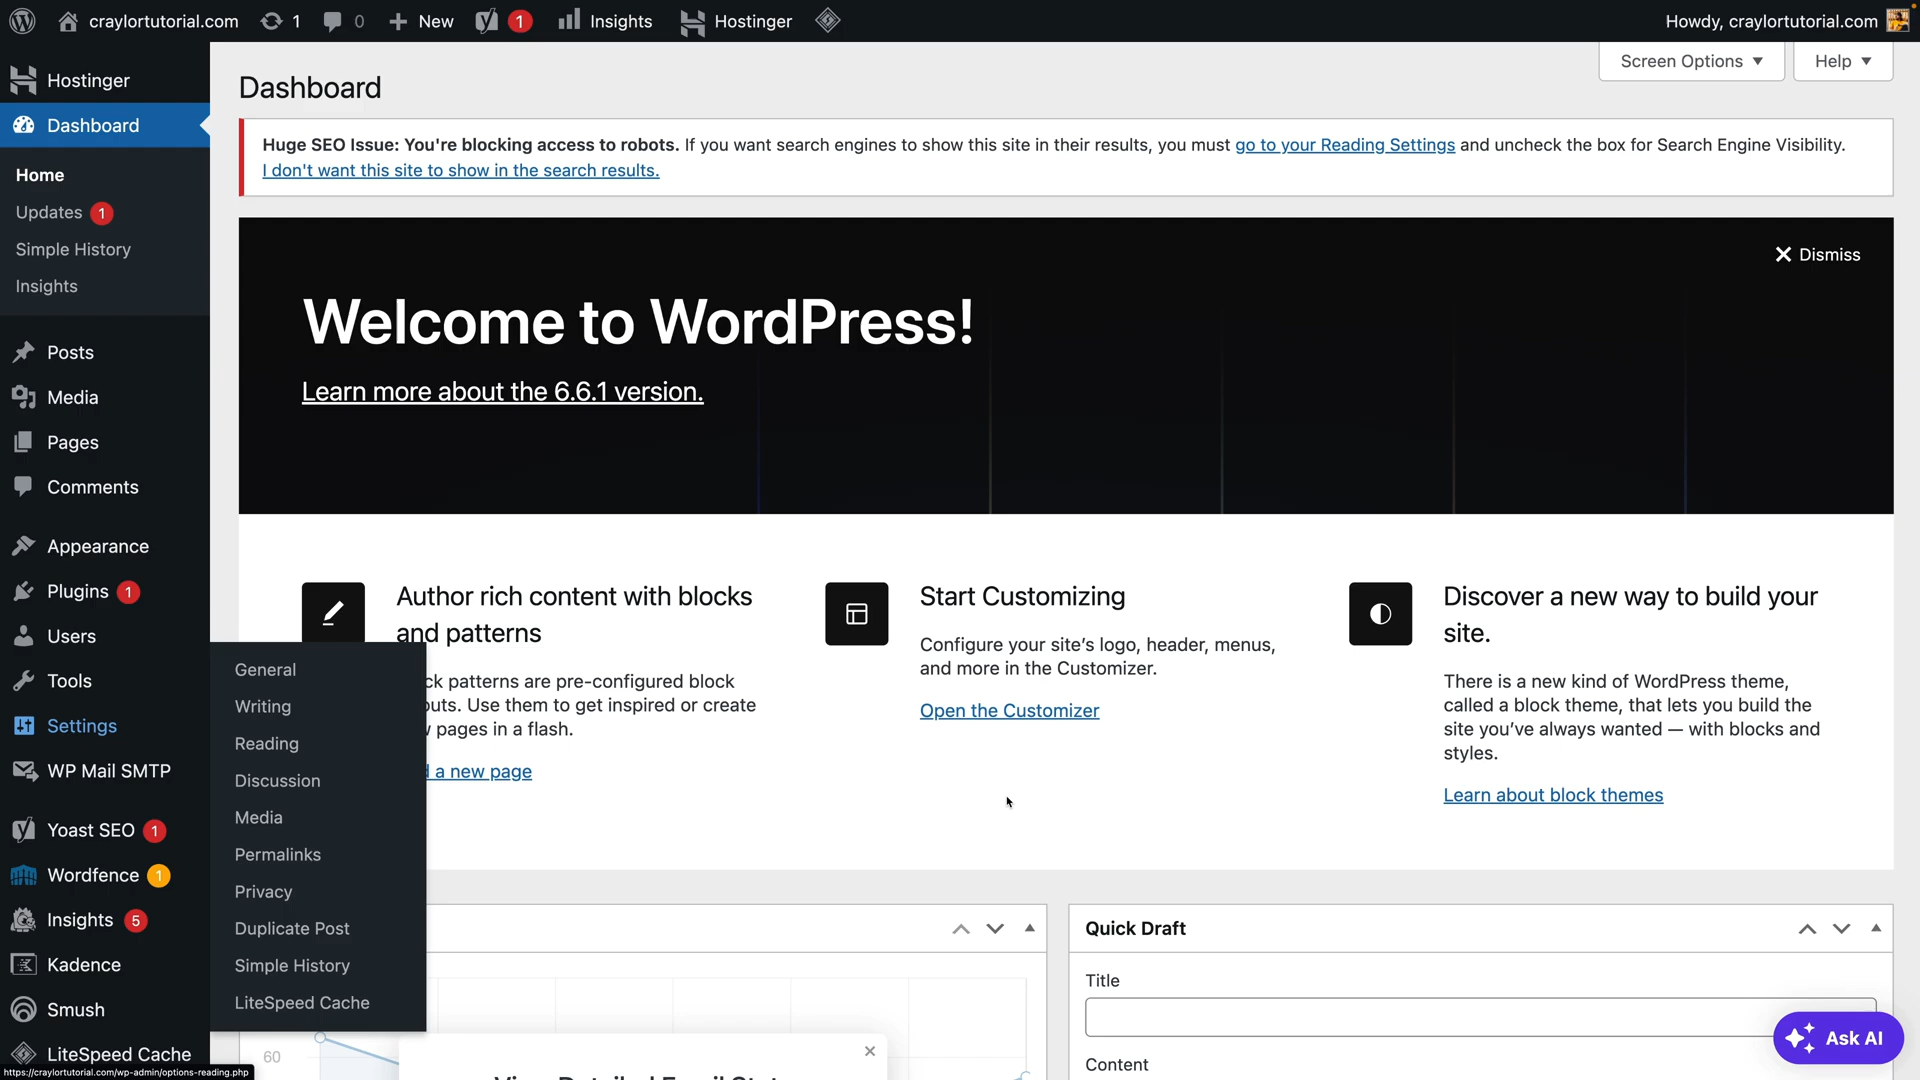 craylortutorial.com 1 0 New 1 Insights Hostinger Howdy, craylortutorial.com
Screen Options Help
Hostinger
Dashboard
Home
Updates 1
Simple History
Insights
Posts
Media
Pages
Comments
Appearance
Plugins 1
Users
Tools
Settings
WP Mail SMTP
Yoast SEO 1
Wordfence 1
Insights 5
Kadence
Smush
LiteSpeed Cache
https://craylortutorial.com/wp-admin/options-reading.php
General
Writing
Reading
Discussion
Media
Permalinks
Privacy
Duplicate Post
Simple History
LiteSpeed Cache
Dashboard
Huge SEO Issue: You're blocking access to robots. If you want search engines to show this site in their results, you must go to your Reading Settings and uncheck the box for Search Engine Visibility.
I don't want this site to show in the search results.
Dismiss
Welcome to WordPress!
Learn more about the 6.6.1 version.
Author rich content with blocks
and patterns
ck patterns are pre-configured block
outs. Use them to get inspired or create
pages in a flash.
a new page
Start Customizing
Configure your site's logo, header, menus,
and more in the Customizer.
Open the Customizer
Discover a new way to build your
site.
There is a new kind of WordPress theme,
called a block theme, that lets you build the
site you've always wanted — with blocks and
styles.
Learn about block themes
60
Quick Draft
Title
Content
Ask AI